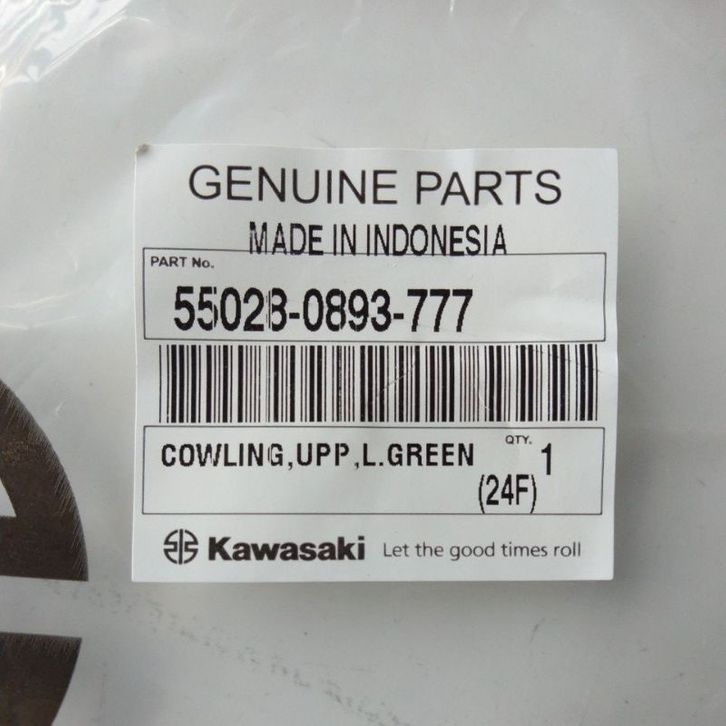 GENUINE PARTS
MADE IN INDONESIA
PART No.
55028-0893-777
COWLING,UPP,L.GREEN QTY. 1
(24F)
Kawasaki Let the good times roll